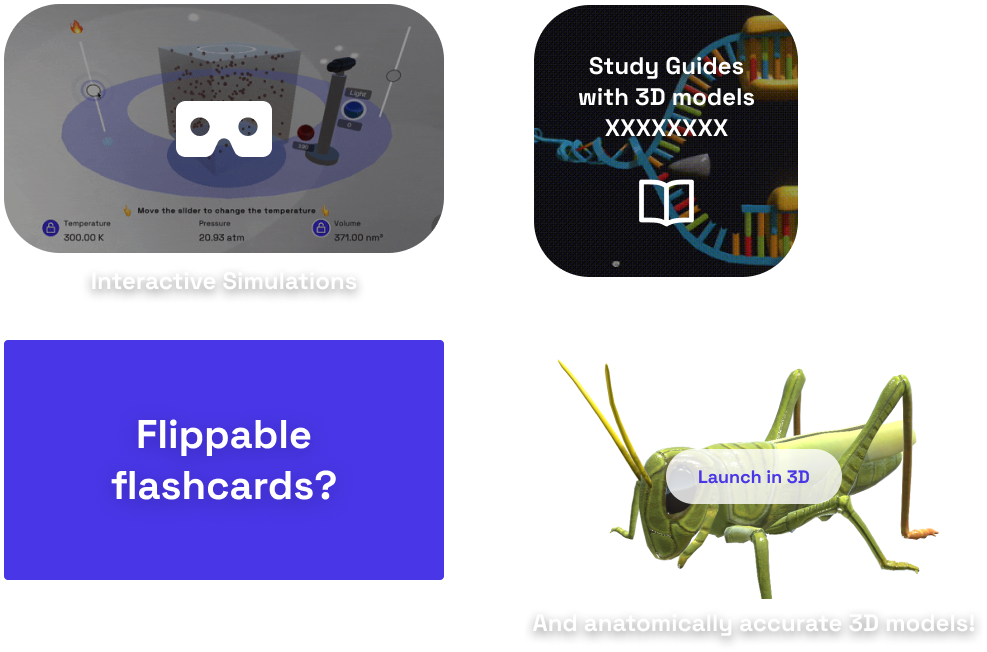 Light
0
100
Move the slider to change the temperature
Temperature
300.00 K
Pressure
20.93 atm
Volume
371.00 nm³
Interactive Simulations
Study Guides
with 3D models
XXXXXXXX
Flippable
flashcards?
Launch in 3D
And anatomically accurate 3D models!